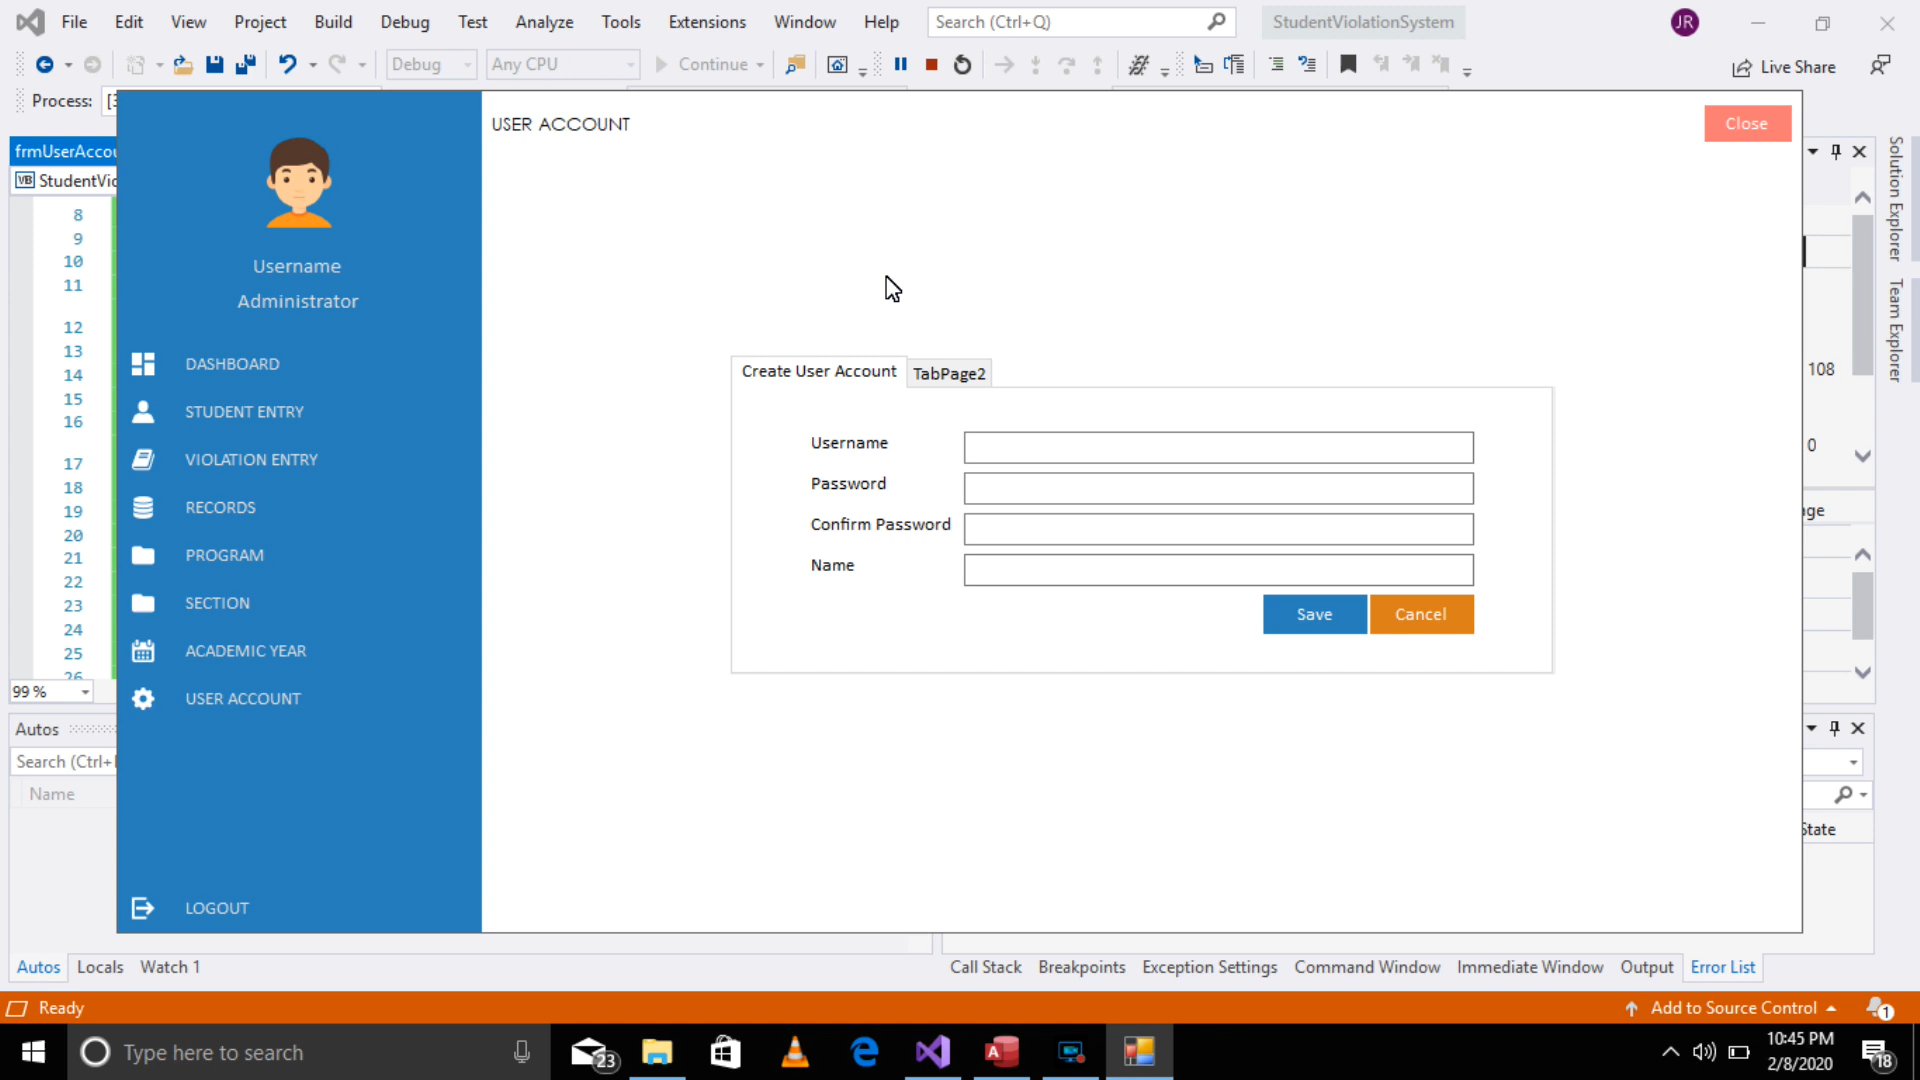 File Edit View Project Build Debug Test Analyze Tools Extensions Window Help Search (Ctrl+Q) StudentViolationSystem JR
Debug Any CPU Continue Live Share
Process:
USER ACCOUNT Close
frmUserAccou
VB StudentVio
8
9
10
11
12
13
14
15
16
17
18
19
20
21
22
23
24
25
26
99 %
Username
Administrator
DASHBOARD
STUDENT ENTRY
VIOLATION ENTRY
RECORDS
PROGRAM
SECTION
ACADEMIC YEAR
USER ACCOUNT
LOGOUT
Create User Account TabPage2
Username
Password
Confirm Password
Name
Save Cancel
Solution Explorer
Team Explorer
108
0
Autos
Search (Ctrl+
Name
State
Autos Locals Watch 1
Call Stack Breakpoints Exception Settings Command Window Immediate Window Output Error List
Ready Add to Source Control 1
Type here to search 23
10:45 PM
2/8/2020
18